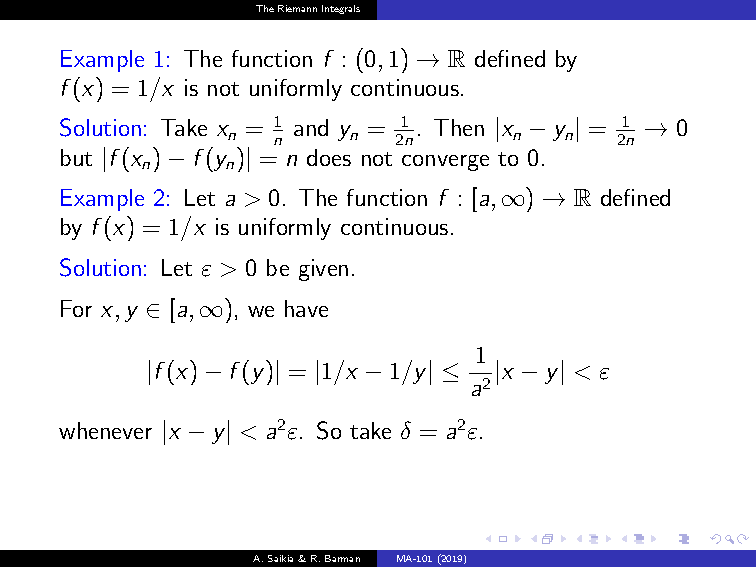 The Riemann Integrals
Example 1: The function f : (0, 1) → ℝ defined by
f(x) = 1/x is not uniformly continuous.
Solution: Take xₙ = 1/n and yₙ = 1/2n. Then |xₙ − yₙ| = 1/2n → 0
but |f(xₙ) − f(yₙ)| = n does not converge to 0.
Example 2: Let a > 0. The function f : [a, ∞) → ℝ defined
by f(x) = 1/x is uniformly continuous.
Solution: Let ε > 0 be given.
For x, y ∈ [a, ∞), we have
|f(x) − f(y)| = |1/x − 1/y| ≤ 1/a² |x − y| < ε
whenever |x − y| < a²ε. So take δ = a²ε.
A. Saikia & R. Barman MA-101 (2019)